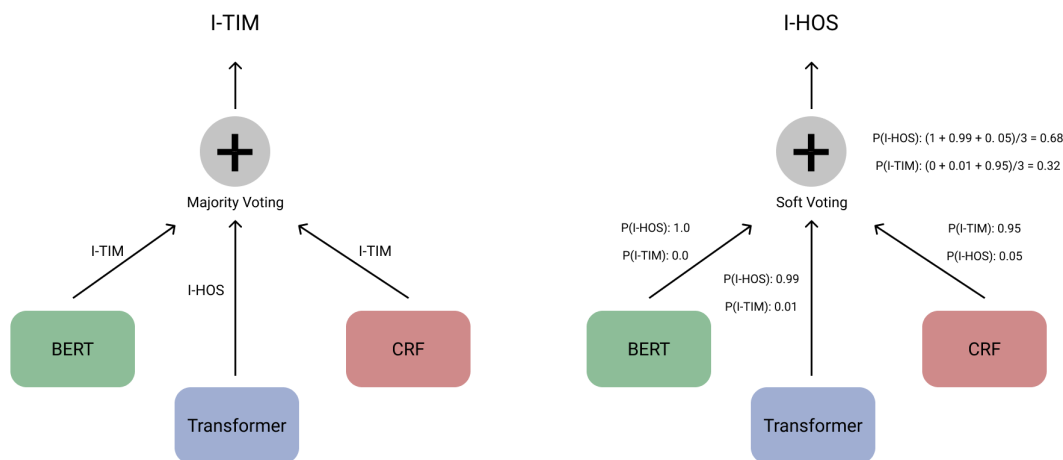 I-TIM
Majority Voting
I-TIM
I-HOS
I-TIM
BERT
CRF
Transformer
I-HOS
P(I-HOS): (1 + 0.99 + 0. 05)/3 = 0.68
P(I-TIM): (0 + 0.01 + 0.95)/3 = 0.32
Soft Voting
P(I-HOS): 1.0
P(I-TIM): 0.0
P(I-HOS): 0.99
P(I-TIM): 0.01
P(I-TIM): 0.95
P(I-HOS): 0.05
BERT
CRF
Transformer